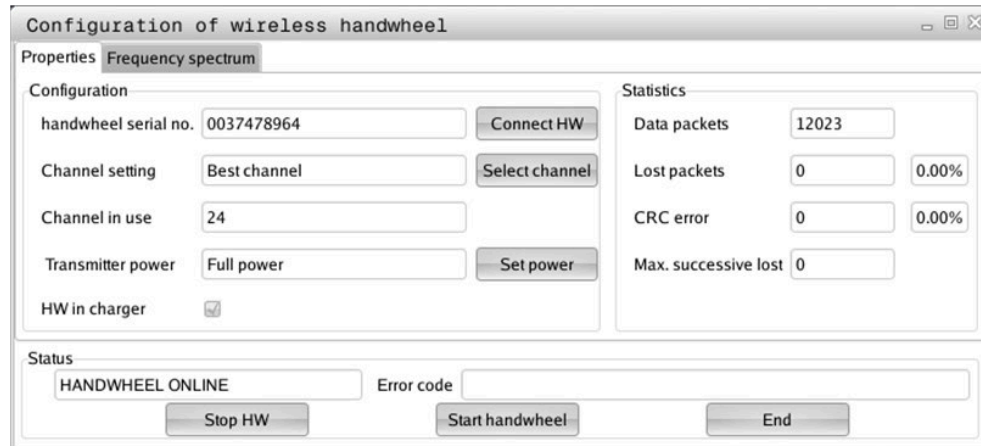 Configuration of wireless handwheel
Properties Frequency spectrum
Configuration
handwheel serial no. 0037478964 Connect HW
Channel setting Best channel Select channel
Channel in use 24
Transmitter power Full power Set power
HW in charger
Statistics
Data packets 12023
Lost packets 0 0.00%
CRC error 0 0.00%
Max. successive lost 0
Status
HANDWHEEL ONLINE Error code
Stop HW Start handwheel End